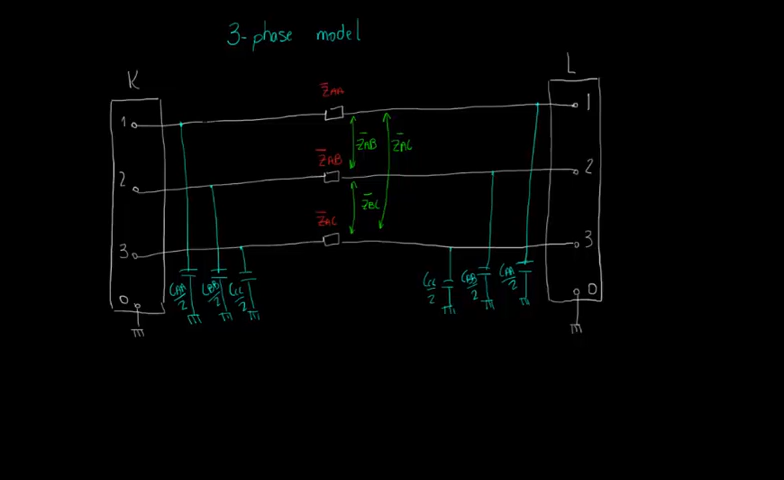 3-phase model
K
L
Z̅AA
1
1
Z̅AB
Z̅AC
Z̅AB
2
2
Z̅BC
Z̅AC
3
3
CAA/2
CBB/2
CCC/2
CCC/2
CBB/2
CAA/2
0
0